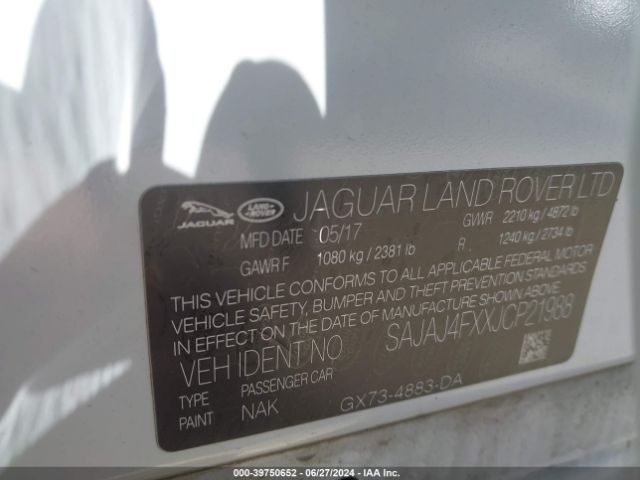 JAGUAR
LAND ROVER
JAGUAR LAND ROVER LTD
MFD DATE 05/17 GVWR 2210 kg / 4872 lb
GAWR F 1080 kg / 2381 lb R 1240 kg / 2734 lb
THIS VEHICLE CONFORMS TO ALL APPLICABLE FEDERAL MOTOR
VEHICLE SAFETY, BUMPER AND THEFT PREVENTION STANDARDS
IN EFFECT ON THE DATE OF MANUFACTURE SHOWN ABOVE
VEH IDENT NO SAJAJ4FXXJCP21988
TYPE PASSENGER CAR
PAINT NAK GX73-4883-DA
000-39750652 - 06/27/2024 - IAA Inc.